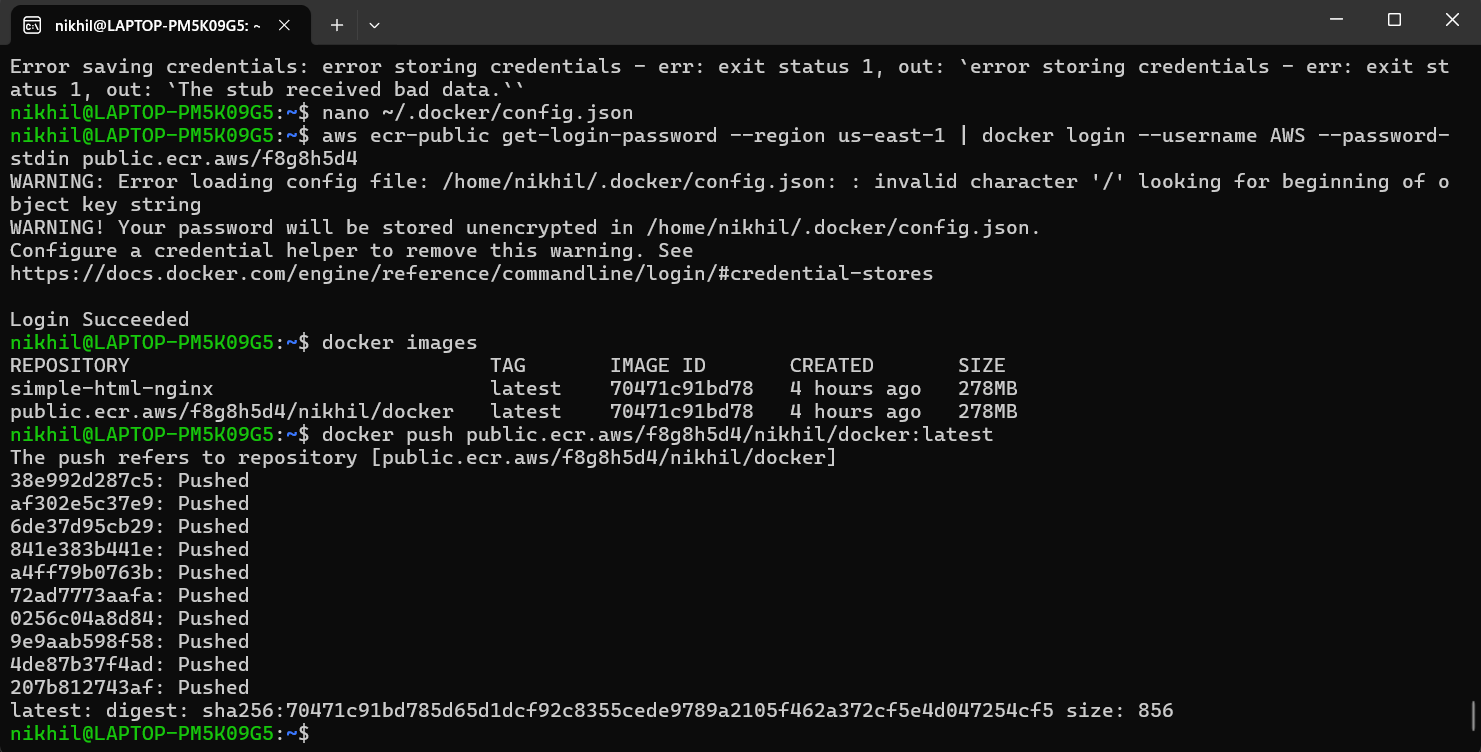 nikhil@LAPTOP-PM5K09G5: ~
Error saving credentials: error storing credentials - err: exit status 1, out: `error storing credentials - err: exit st
atus 1, out: `The stub received bad data.``
nikhil@LAPTOP-PM5K09G5:~$ nano ~/.docker/config.json
nikhil@LAPTOP-PM5K09G5:~$ aws ecr-public get-login-password --region us-east-1 | docker login --username AWS --password-
stdin public.ecr.aws/f8g8h5d4
WARNING: Error loading config file: /home/nikhil/.docker/config.json: : invalid character '/' looking for beginning of o
bject key string
WARNING! Your password will be stored unencrypted in /home/nikhil/.docker/config.json.
Configure a credential helper to remove this warning. See
https://docs.docker.com/engine/reference/commandline/login/#credential-stores
Login Succeeded
nikhil@LAPTOP-PM5K09G5:~$ docker images
REPOSITORY                              TAG       IMAGE ID       CREATED       SIZE
simple-html-nginx                       latest    70471c91bd78   4 hours ago   278MB
public.ecr.aws/f8g8h5d4/nikhil/docker   latest    70471c91bd78   4 hours ago   278MB
nikhil@LAPTOP-PM5K09G5:~$ docker push public.ecr.aws/f8g8h5d4/nikhil/docker:latest
The push refers to repository [public.ecr.aws/f8g8h5d4/nikhil/docker]
38e992d287c5: Pushed
af302e5c37e9: Pushed
6de37d95cb29: Pushed
841e383b441e: Pushed
a4ff79b0763b: Pushed
72ad7773aafa: Pushed
0256c04a8d84: Pushed
9e9aab598f58: Pushed
4de87b37f4ad: Pushed
207b812743af: Pushed
latest: digest: sha256:70471c91bd785d65d1dcf92c8355cede9789a2105f462a372cf5e4d047254cf5 size: 856
nikhil@LAPTOP-PM5K09G5:~$